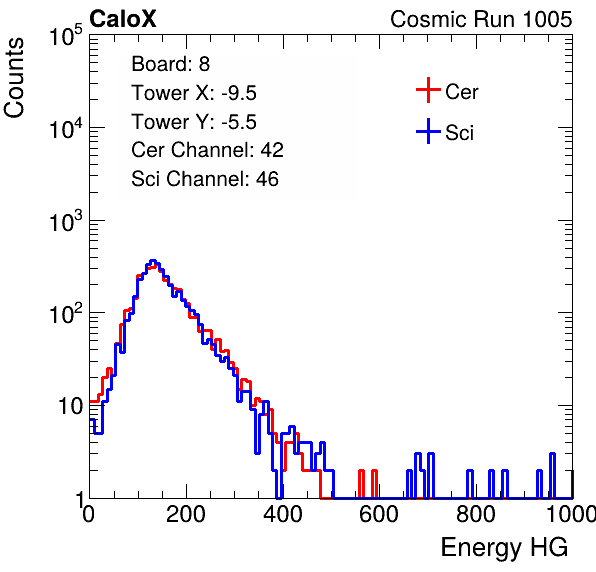 CaloX Cosmic Run 1005
Counts
Board: 8
Tower X: -9.5
Tower Y: -5.5
Cer Channel: 42
Sci Channel: 46
Cer
Sci
10^5
10^4
10^3
10^2
10
1
0 200 400 600 800 1000
Energy HG